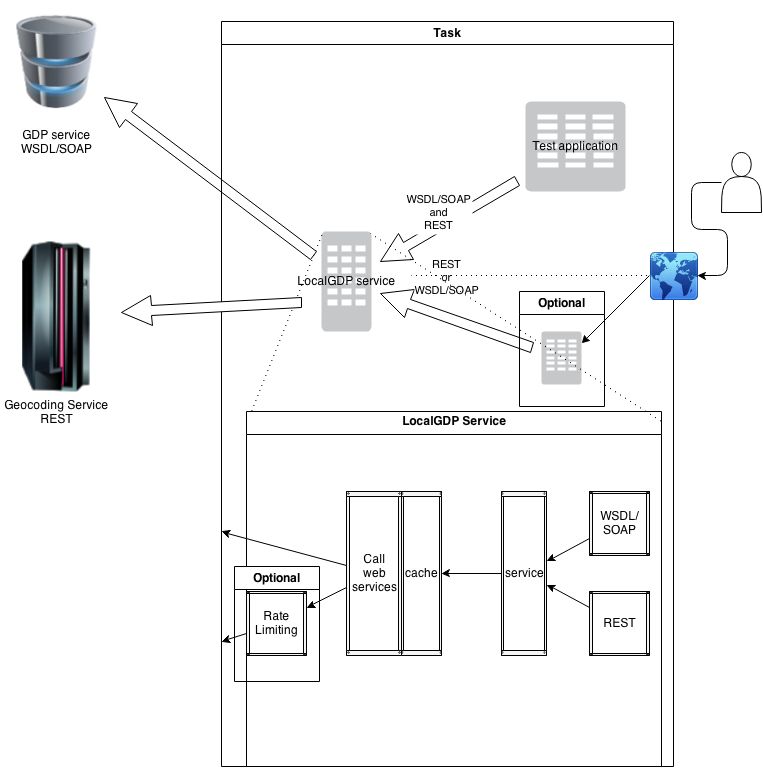 Task
GDP service
WSDL/SOAP
Test application
WSDL/SOAP
and
REST
LocalGDP service
REST
or
WSDL/SOAP
Optional
Geocoding Service
REST
LocalGDP Service
WSDL/
SOAP
Call
web
services
cache
service
Optional
Rate
Limiting
REST